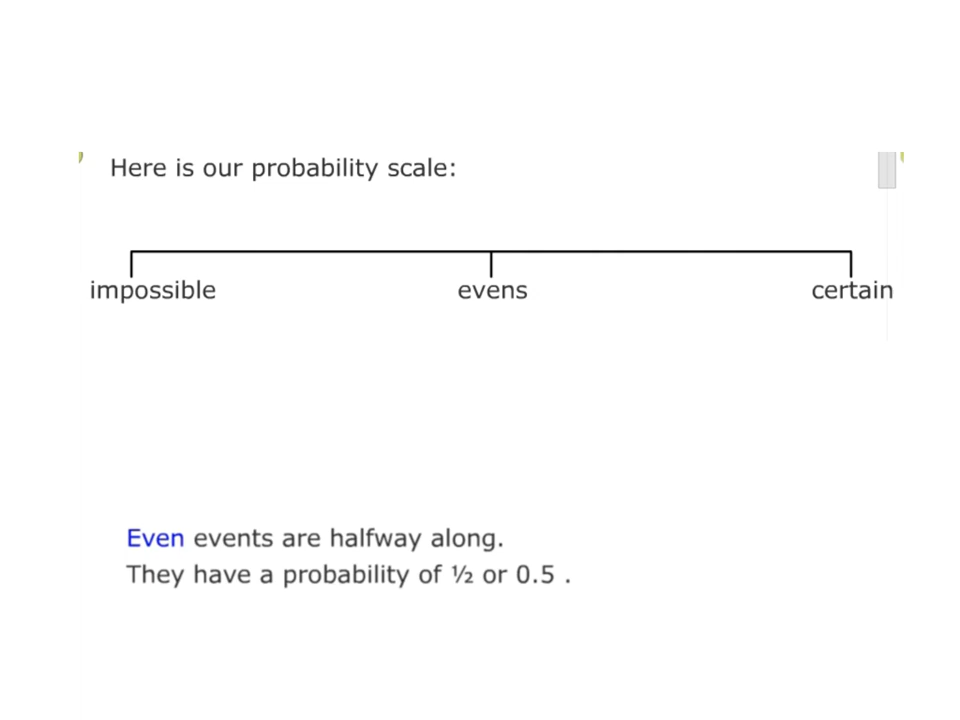 Here is our probability scale:
impossible evens certain
Even events are halfway along.
They have a probability of ½ or 0.5 .